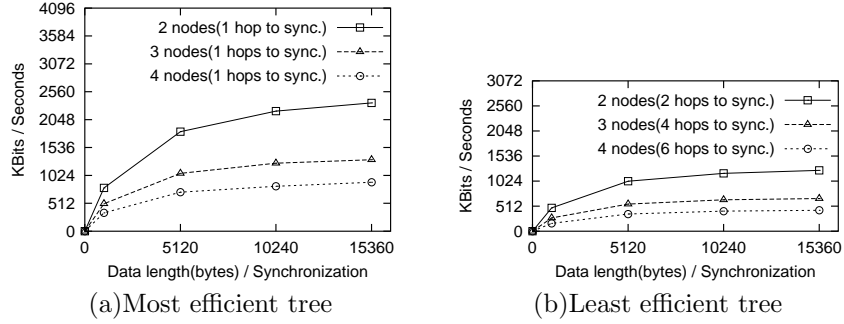 4096
3584
3072
2560
2048
1536
1024
512
0
KBits / Seconds
2 nodes(1 hop to sync.)
3 nodes(1 hops to sync.)
4 nodes(1 hops to sync.)
0 5120 10240 15360
Data length(bytes) / Synchronization
(a)Most efficient tree
3072
2560
2048
1536
1024
512
0
KBits / Seconds
2 nodes(2 hops to sync.)
3 nodes(4 hops to sync.)
4 nodes(6 hops to sync.)
0 5120 10240 15360
Data length(bytes) / Synchronization
(b)Least efficient tree